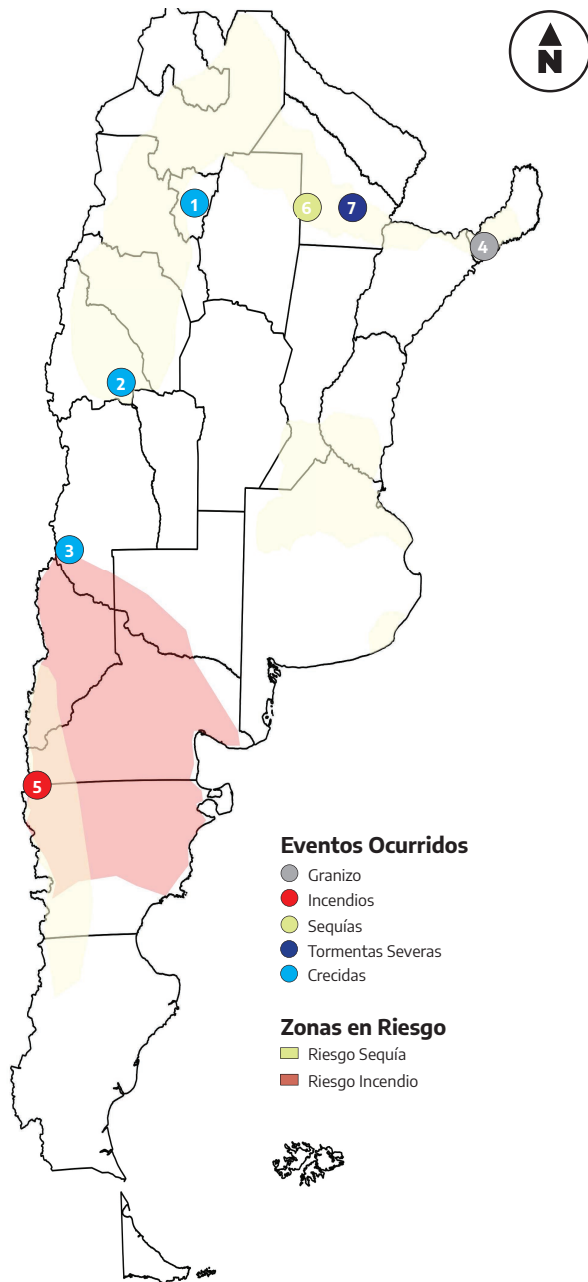 N
1
6
7
4
2
3
5
Eventos Ocurridos
Granizo
Incendios
Sequías
Tormentas Severas
Crecidas
Zonas en Riesgo
Riesgo Sequía
Riesgo Incendio